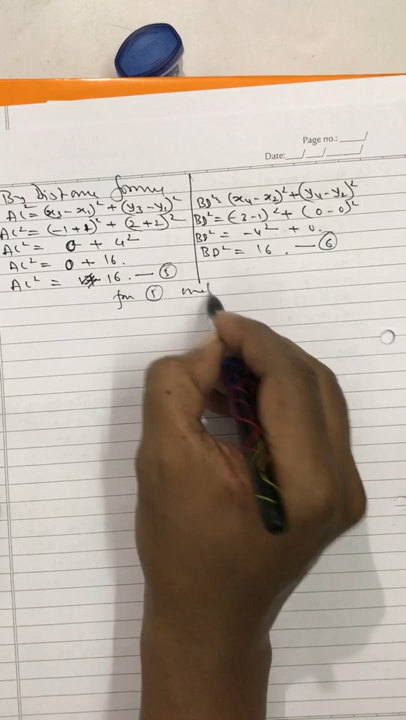 Page no.:
Date:
By Distance formu
AC² = (x₃ - x₁)² + (y₃ - y₁)²
AC² = (-1+1)² + (2+2)²
AC² = 0 + 4²
AC² = 0 + 16.
AC² = 16. — ⑤
BD² = (x₄ - x₂)² + (y₄ - y₂)²
BD² = (-3-1)² + (0-0)²
BD² = -4² + 0.
BD² = 16. — ⑥
from ⑤